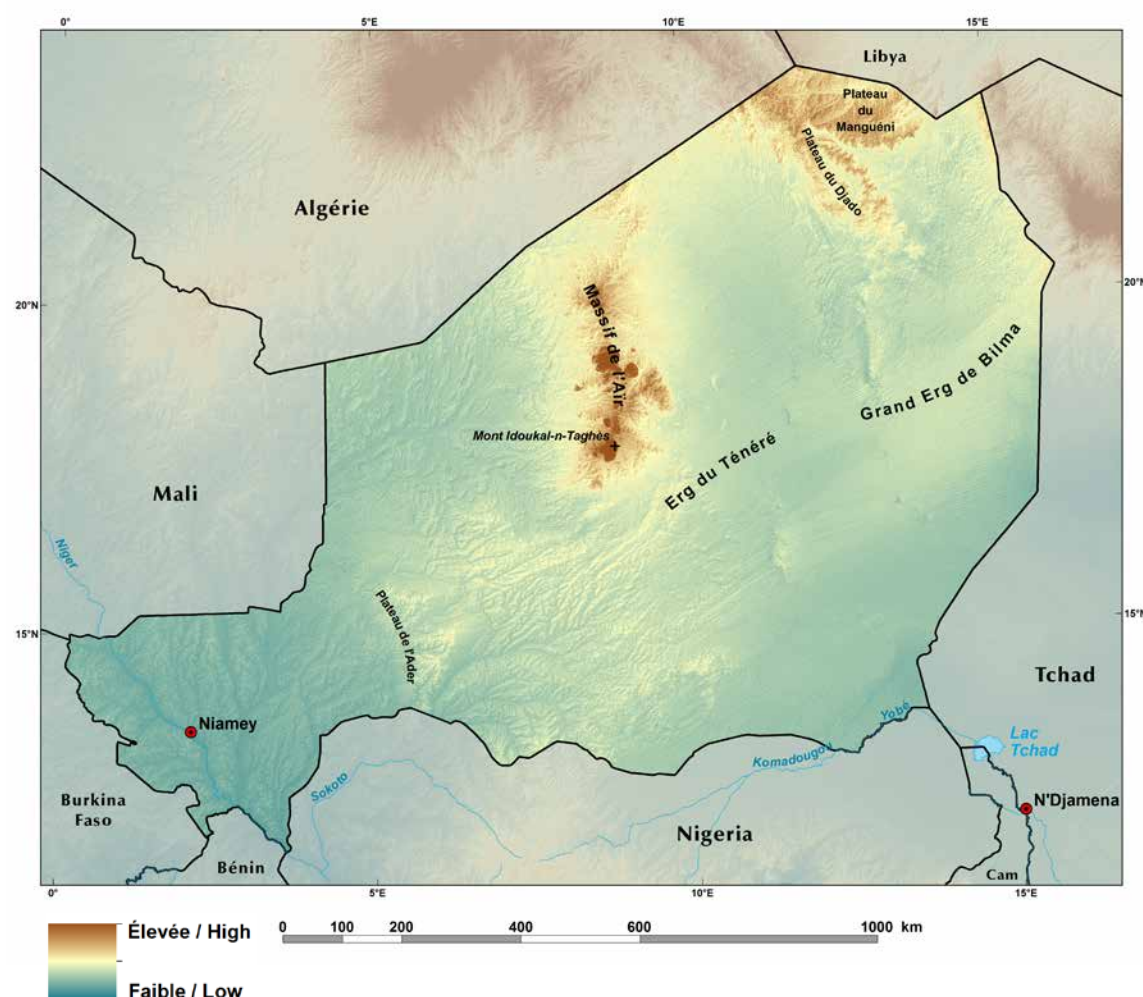 0°
5°E
10°E
15°E
Libya
Plateau
du
Manguéni
Plateau du Djado
Algérie
20°N
20°N
Massif de l'Aïr
Grand Erg de Bilma
Mont Idoukal-n-Taghès
Erg du Ténéré
Mali
Niger
Plateau de l'Ader
15°N
15°N
Tchad
Niamey
Yobé
Lac
Tchad
Komadougou
Sokoto
Burkina
Faso
N'Djamena
Nigeria
Bénin
Cam
0°
5°E
10°E
15°E
Élevée / High
Faible / Low
0 100 200 400 600 1000 km